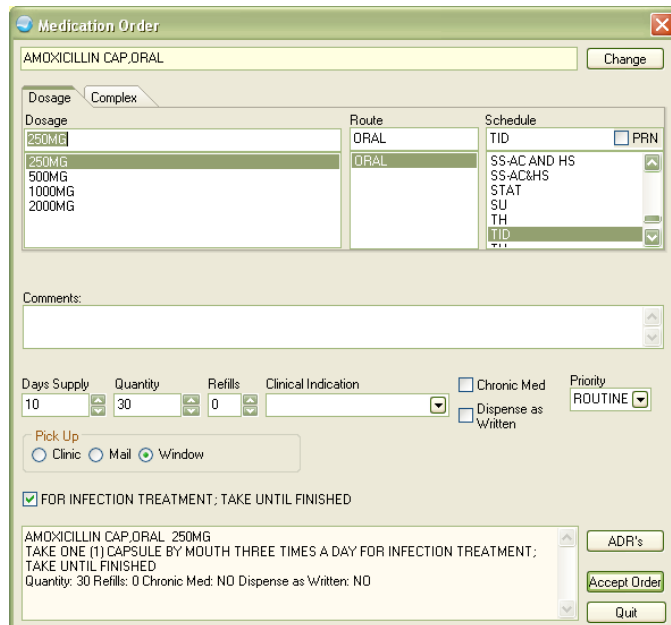 Medication Order
AMOXICILLIN CAP,ORAL
Change
Dosage Complex
Dosage Route Schedule
250MG ORAL TID PRN
250MG ORAL SS-AC AND HS
500MG SS-AC&HS
1000MG STAT
2000MG SU
TH
TID
Comments:
Days Supply Quantity Refills Clinical Indication Chronic Med Priority
10 30 0 Dispense as Written ROUTINE
Pick Up
Clinic Mail Window
FOR INFECTION TREATMENT; TAKE UNTIL FINISHED
AMOXICILLIN CAP,ORAL 250MG
TAKE ONE (1) CAPSULE BY MOUTH THREE TIMES A DAY FOR INFECTION TREATMENT;
TAKE UNTIL FINISHED
Quantity: 30 Refills: 0 Chronic Med: NO Dispense as Written: NO
ADR's
Accept Order
Quit